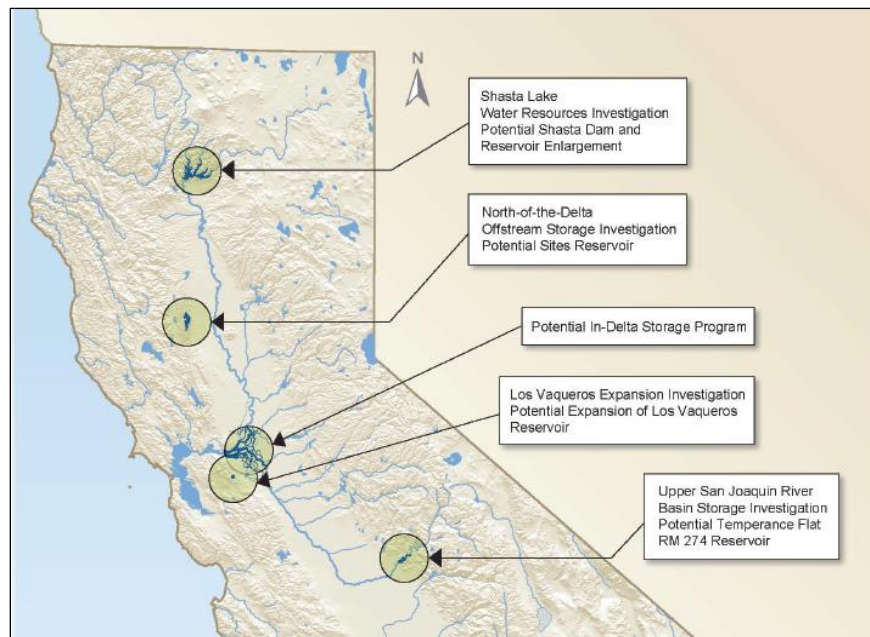 N
Shasta Lake
Water Resources Investigation
Potential Shasta Dam and
Reservoir Enlargement
North-of-the-Delta
Offstream Storage Investigation
Potential Sites Reservoir
Potential In-Delta Storage Program
Los Vaqueros Expansion Investigation
Potential Expansion of Los Vaqueros
Reservoir
Upper San Joaquin River
Basin Storage Investigation
Potential Temperance Flat
RM 274 Reservoir